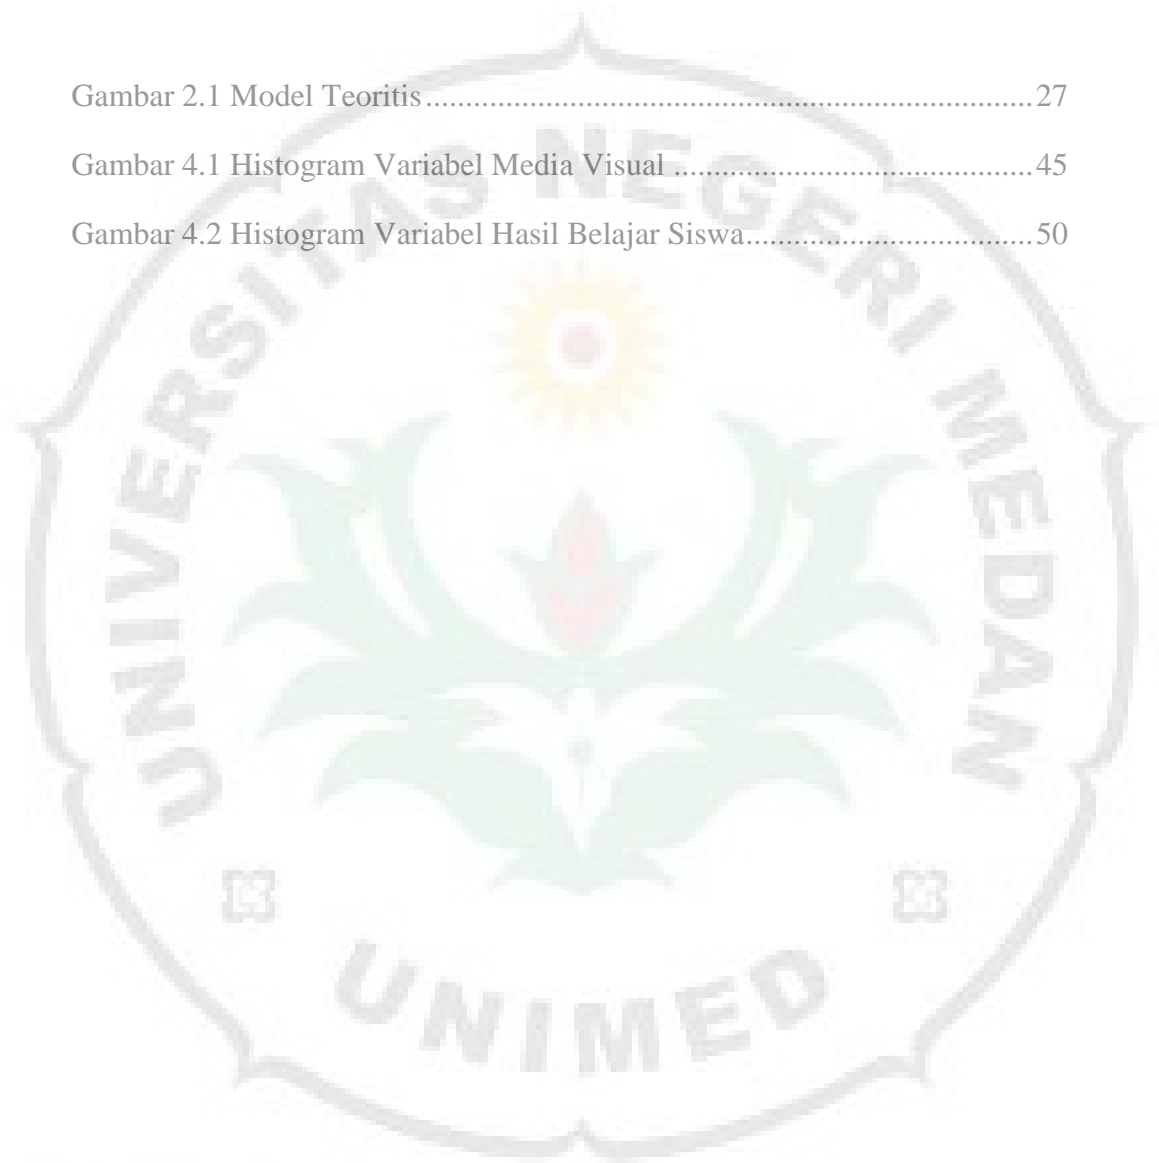 Gambar 2.1 Model Teoritis............................................................................27
Gambar 4.1 Histogram Variabel Media Visual .............................................45
Gambar 4.2 Histogram Variabel Hasil Belajar Siswa....................................50
UNIVERSITAS NEGERI MEDAN
UNIMED